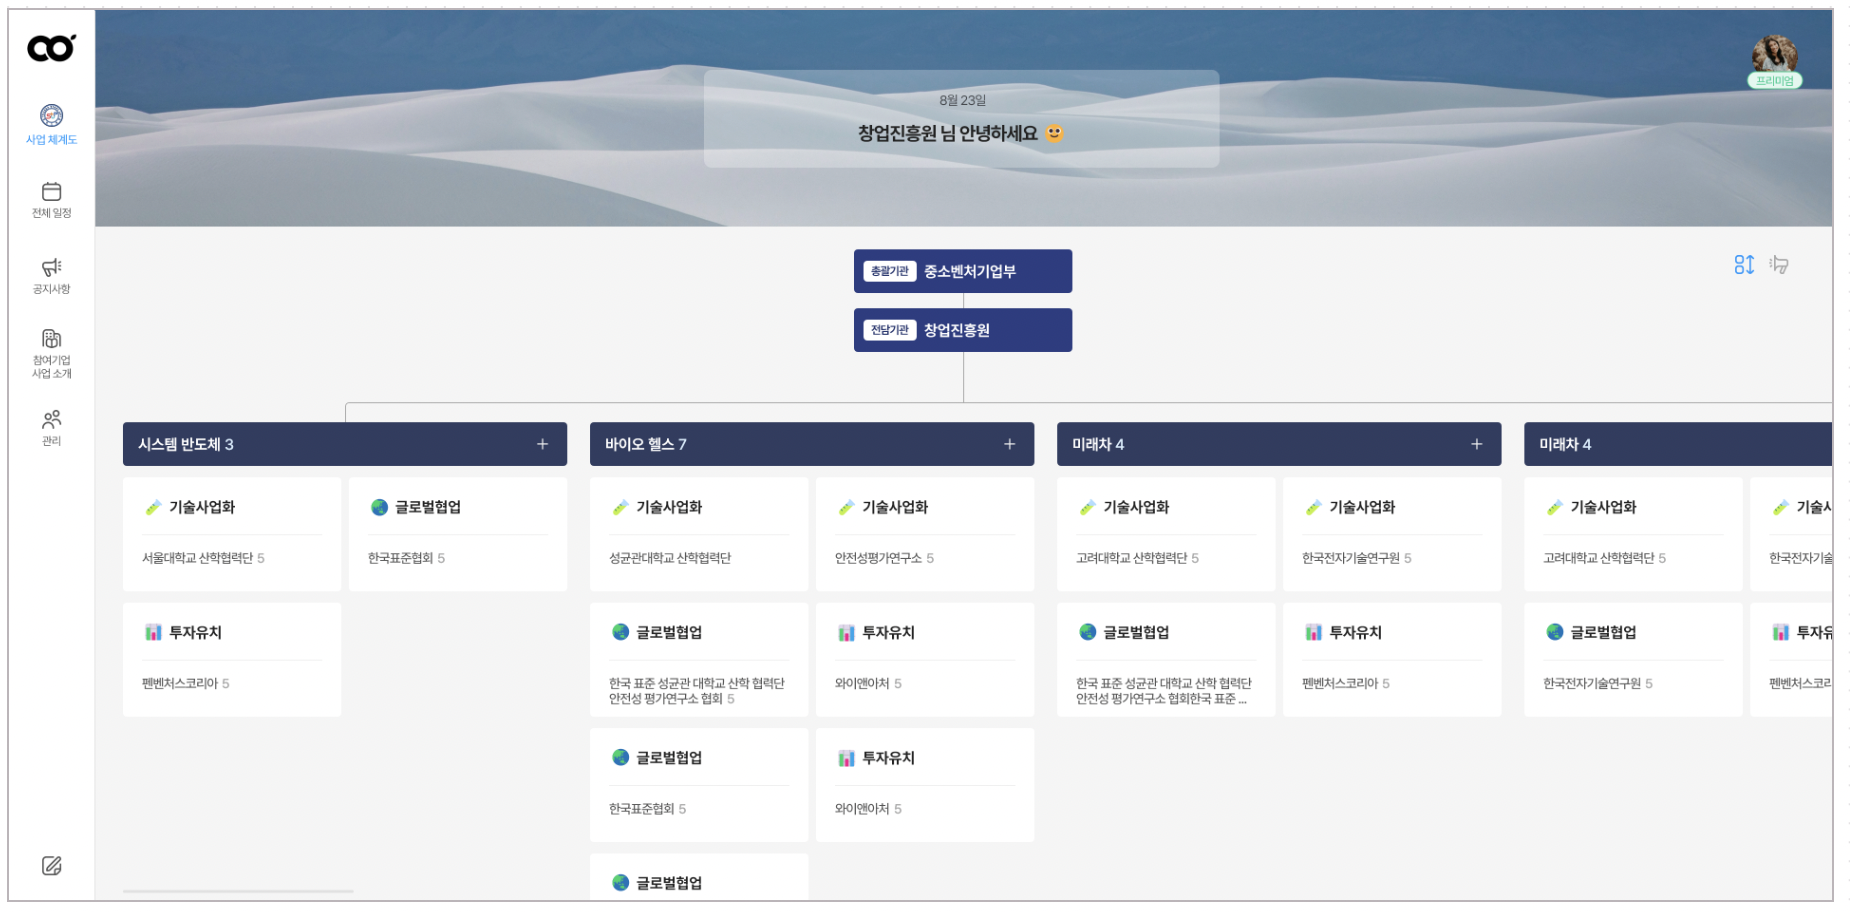 사업 체계도
전체 일정
공지사항
참여기업
사업 소개
관리
8월 23일
창업진흥원 님 안녕하세요
프리미엄
총괄기관 중소벤처기업부
전담기관 창업진흥원
시스템 반도체 3
기술사업화
서울대학교 산학협력단 5
글로벌협업
한국표준협회 5
투자유치
펜벤처스코리아 5
바이오 헬스 7
기술사업화
성균관대학교 산학협력단
기술사업화
안전성평가연구소 5
글로벌협업
한국 표준 성균관 대학교 산학 협력단
안전성 평가연구소 협회 5
투자유치
와이앤아처 5
글로벌협업
한국표준협회 5
투자유치
와이앤아처 5
글로벌협업
미래차 4
기술사업화
고려대학교 산학협력단 5
기술사업화
한국전자기술연구원 5
글로벌협업
한국 표준 성균관 대학교 산학 협력단
안전성 평가연구소 협회한국 표준 ...
투자유치
펜벤처스코리아 5
미래차 4
기술사업화
고려대학교 산학협력단 5
기술사
한국전자기술
글로벌협업
한국전자기술연구원 5
투자유
펜벤처스코리